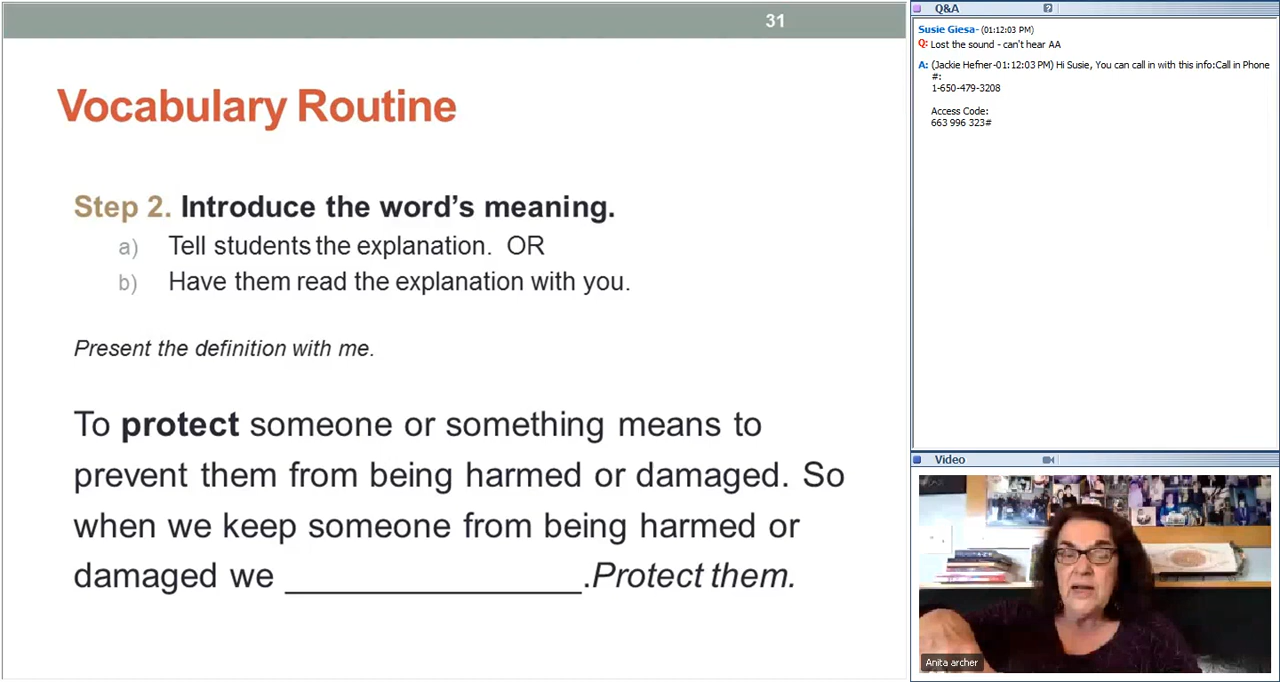 31
Vocabulary Routine
Step 2. Introduce the word’s meaning.
a) Tell students the explanation. OR
b) Have them read the explanation with you.
Present the definition with me.
To protect someone or something means to
prevent them from being harmed or damaged. So
when we keep someone from being harmed or
damaged we ________________.Protect them.
Q&A
?
Susie Giesa- (01:12:03 PM)
Q: Lost the sound - can't hear AA
A: (Jackie Hefner-01:12:03 PM) Hi Susie, You can call in with this info:Call in Phone
#:
1-650-479-3208
Access Code:
663 996 323#
Video
Anita archer